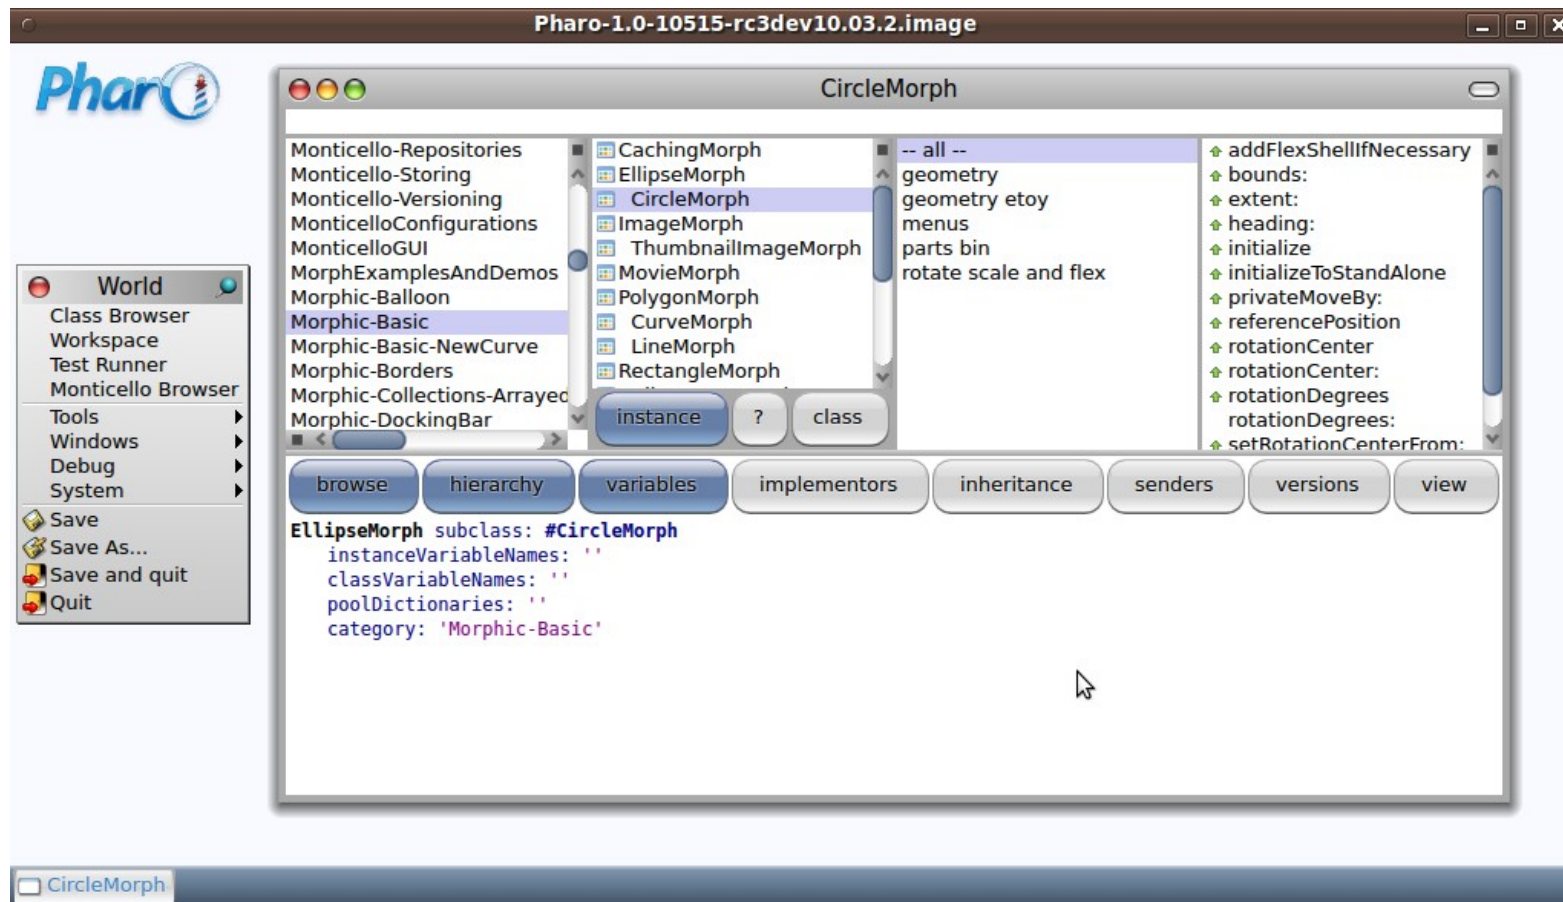 Pharo-1.0-10515-rc3dev10.03.2.image
Pharo
CircleMorph
Monticello-Repositories
Monticello-Storing
Monticello-Versioning
MonticelloConfigurations
MonticelloGUI
MorphExamplesAndDemos
Morphic-Balloon
Morphic-Basic
Morphic-Basic-NewCurve
Morphic-Borders
Morphic-Collections-Arrayed
Morphic-DockingBar
CachingMorph
EllipseMorph
CircleMorph
ImageMorph
ThumbnailImageMorph
MovieMorph
PolygonMorph
CurveMorph
LineMorph
RectangleMorph
instance ? class
-- all --
geometry
geometry etoy
menus
parts bin
rotate scale and flex
addFlexShellIfNecessary
bounds:
extent:
heading:
initialize
initializeToStandAlone
privateMoveBy:
referencePosition
rotationCenter
rotationCenter:
rotationDegrees
rotationDegrees:
setRotationCenterFrom:
World
Class Browser
Workspace
Test Runner
Monticello Browser
Tools
Windows
Debug
System
Save
Save As...
Save and quit
Quit
browse hierarchy variables implementors inheritance senders versions view
EllipseMorph subclass: #CircleMorph
instanceVariableNames: ''
classVariableNames: ''
poolDictionaries: ''
category: 'Morphic-Basic'
CircleMorph